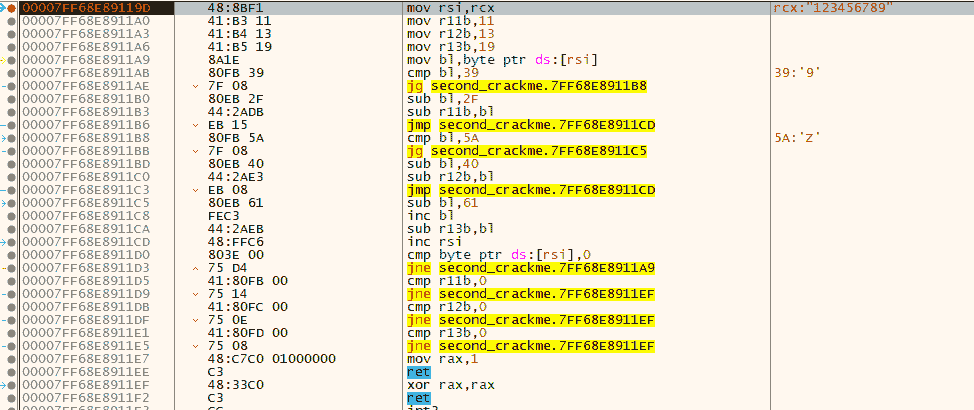 00007FF68E89119D 48:8BF1 mov rsi,rcx rcx:"123456789"
00007FF68E8911A0 41:B3 11 mov r11b,11
00007FF68E8911A3 41:B4 13 mov r12b,13
00007FF68E8911A6 41:B5 19 mov r13b,19
00007FF68E8911A9 8A1E mov bl,byte ptr ds:[rsi]
00007FF68E8911AB 80FB 39 cmp bl,39 39:'9'
00007FF68E8911AE 7F 08 jg second_crackme.7FF68E8911B8
00007FF68E8911B0 80EB 2F sub bl,2F
00007FF68E8911B3 44:2ADB sub r11b,bl
00007FF68E8911B6 EB 15 jmp second_crackme.7FF68E8911CD
00007FF68E8911B8 80FB 5A cmp bl,5A 5A:'Z'
00007FF68E8911BB 7F 08 jg second_crackme.7FF68E8911C5
00007FF68E8911BD 80EB 40 sub bl,40
00007FF68E8911C0 44:2AE3 sub r12b,bl
00007FF68E8911C3 EB 08 jmp second_crackme.7FF68E8911CD
00007FF68E8911C5 80EB 61 sub bl,61
00007FF68E8911C8 FEC3 inc bl
00007FF68E8911CA 44:2AEB sub r13b,bl
00007FF68E8911CD 48:FFC6 inc rsi
00007FF68E8911D0 803E 00 cmp byte ptr ds:[rsi],0
00007FF68E8911D3 75 D4 jne second_crackme.7FF68E8911A9
00007FF68E8911D5 41:80FB 00 cmp r11b,0
00007FF68E8911D9 75 14 jne second_crackme.7FF68E8911EF
00007FF68E8911DB 41:80FC 00 cmp r12b,0
00007FF68E8911DF 75 0E jne second_crackme.7FF68E8911EF
00007FF68E8911E1 41:80FD 00 cmp r13b,0
00007FF68E8911E5 75 08 jne second_crackme.7FF68E8911EF
00007FF68E8911E7 48:C7C0 01000000 mov rax,1
00007FF68E8911EE C3 ret
00007FF68E8911EF 48:33C0 xor rax,rax
00007FF68E8911F2 C3 ret
00007FF68E8911F3 CC int3